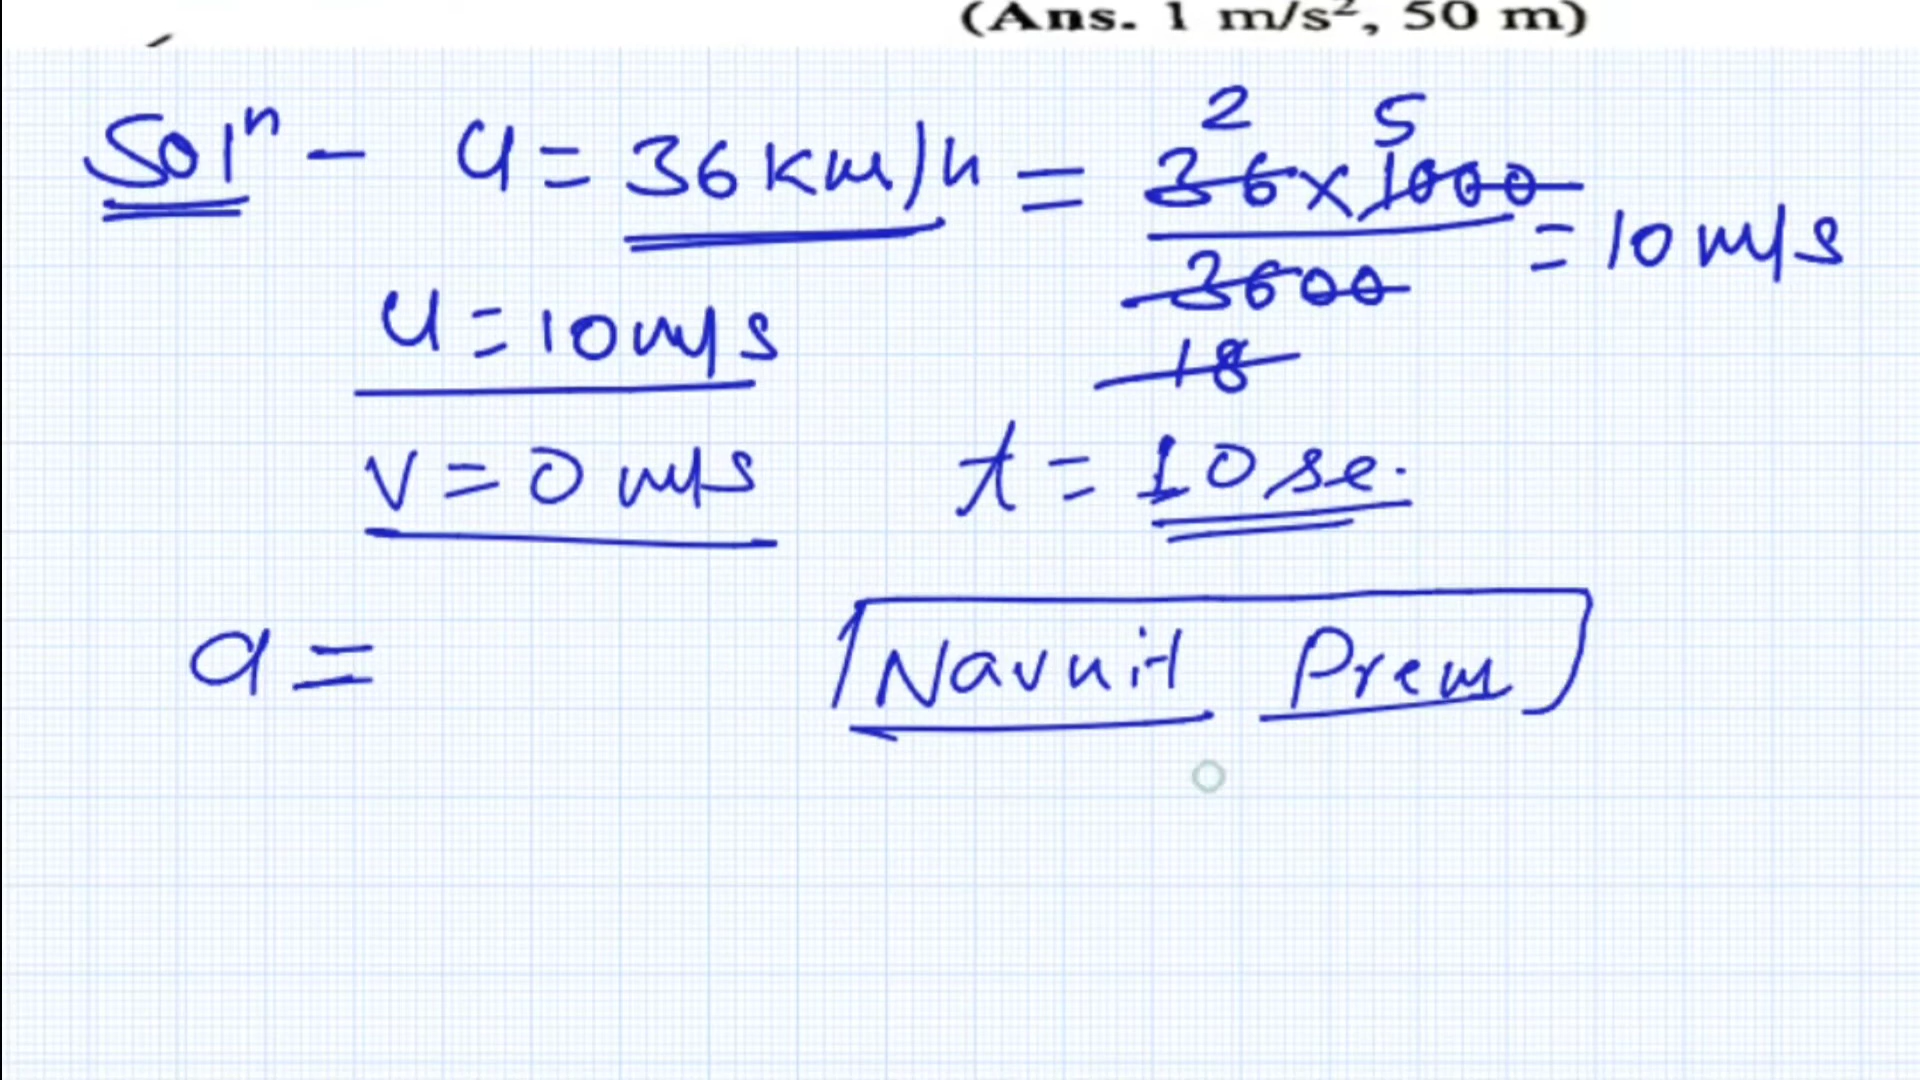 (Ans. 1 m/s², 50 m)
Solⁿ - u = 36 km/h = 36 x 1000 / 3600 = 10 m/s
2 5
18
u = 10 m/s
v = 0 m/s t = 10 se.
a = Navnit Prem